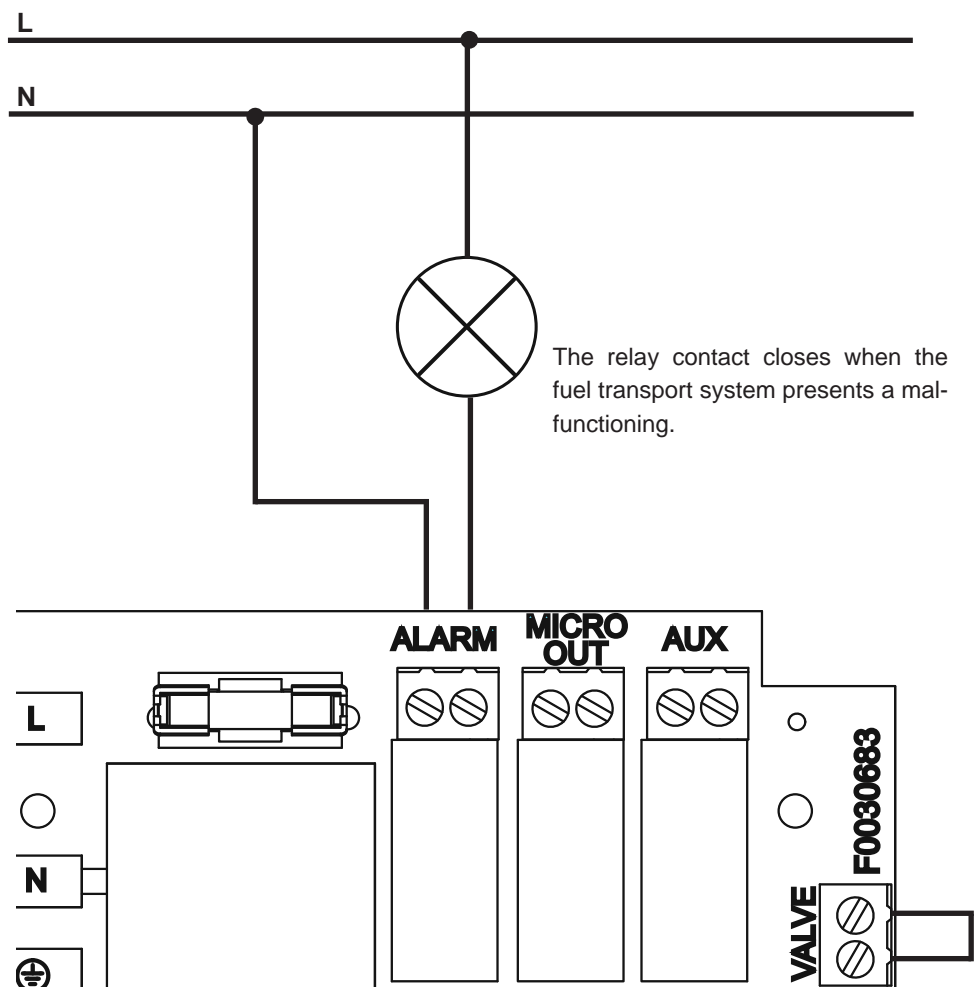 L
N
The relay contact closes when the
fuel transport system presents a mal-
functioning.
ALARM
MICRO
OUT
AUX
L
F0030683
N
VALVE